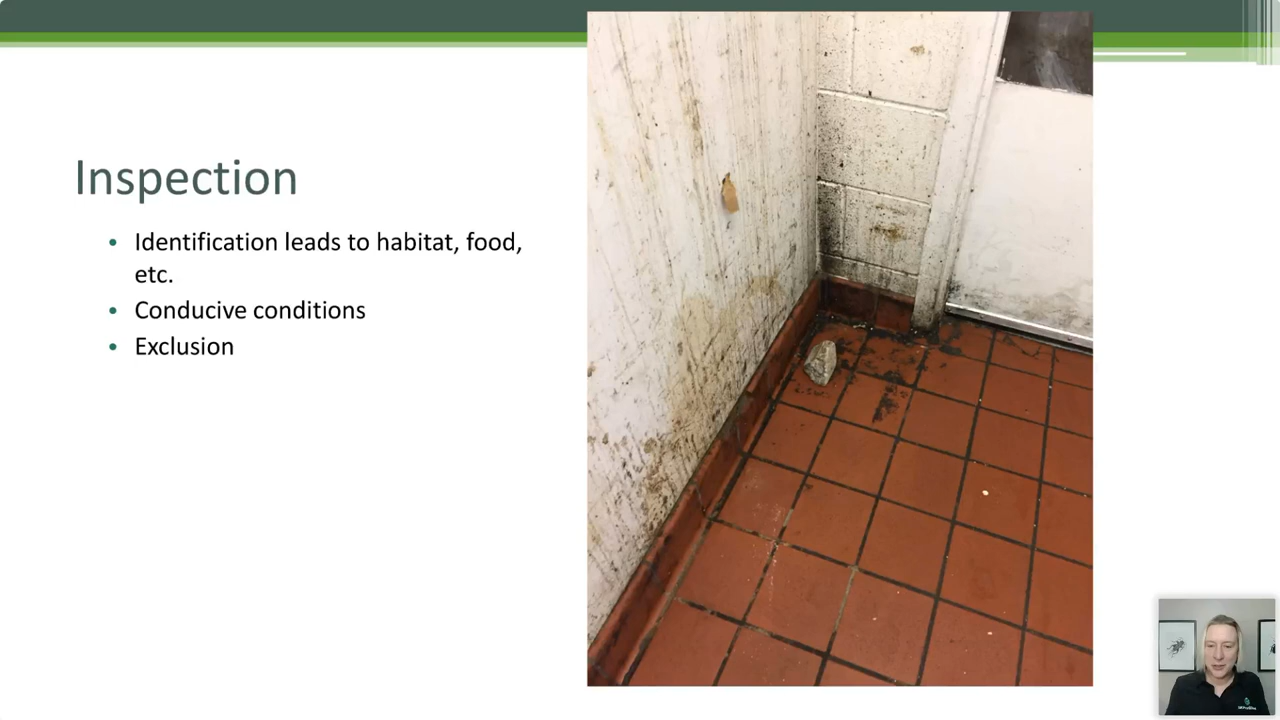 Inspection
• Identification leads to habitat, food,
etc.
• Conducive conditions
• Exclusion